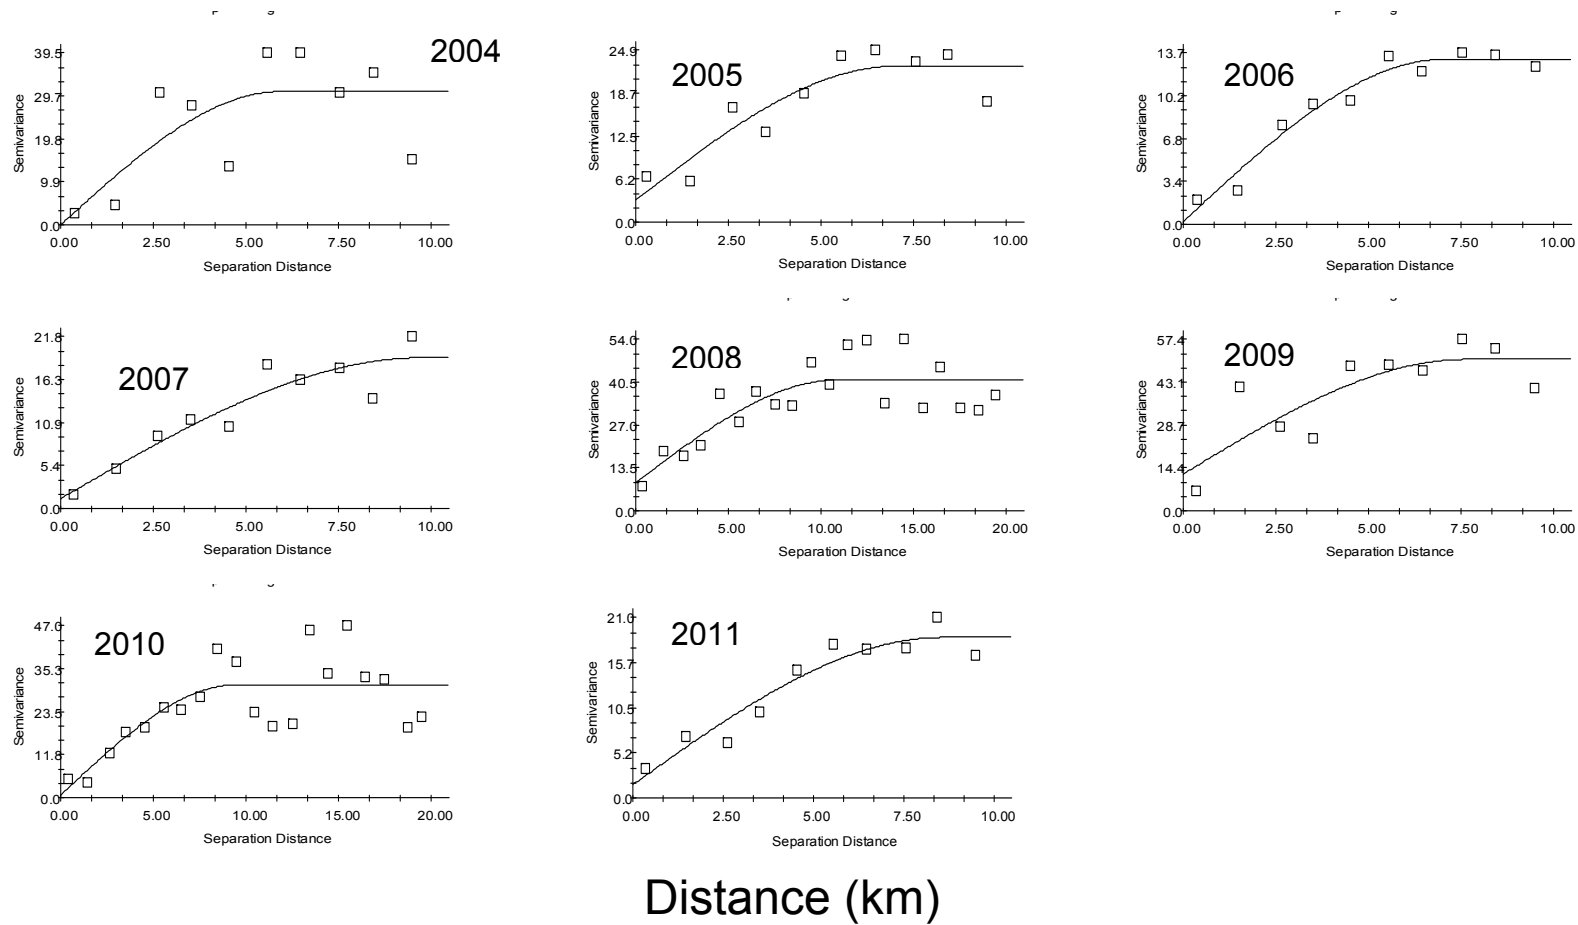 2004
39.5
29.7
19.8
9.9
0.0
Semivariance
0.00 2.50 5.00 7.50 10.00
Separation Distance
2005
24.9
18.7
12.5
6.2
0.0
Semivariance
0.00 2.50 5.00 7.50 10.00
Separation Distance
2006
13.7
10.2
6.8
3.4
0.0
Semivariance
0.00 2.50 5.00 7.50 10.00
Separation Distance
2007
21.8
16.3
10.9
5.4
0.0
Semivariance
0.00 2.50 5.00 7.50 10.00
Separation Distance
2008
54.0
40.5
27.0
13.5
0.0
Semivariance
0.00 5.00 10.00 15.00 20.00
Separation Distance
2009
57.4
43.1
28.7
14.4
0.0
Semivariance
0.00 2.50 5.00 7.50 10.00
Separation Distance
2010
47.0
35.3
23.5
11.8
0.0
Semivariance
0.00 5.00 10.00 15.00 20.00
Separation Distance
2011
21.0
15.7
10.5
5.2
0.0
Semivariance
0.00 2.50 5.00 7.50 10.00
Separation Distance
Distance (km)